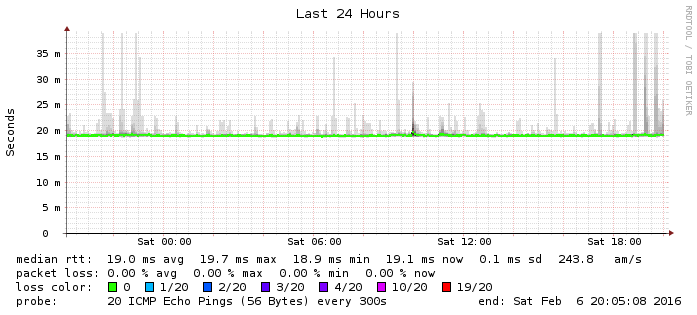 Last 24 Hours
RRDTOOL / TOBI OETIKER
Seconds
35 m
30 m
25 m
20 m
15 m
10 m
5 m
0
Sat 00:00 Sat 06:00 Sat 12:00 Sat 18:00
median rtt: 19.0 ms avg 19.7 ms max 18.9 ms min 19.1 ms now 0.1 ms sd 243.8 am/s
packet loss: 0.00 % avg 0.00 % max 0.00 % min 0.00 % now
loss color: 0 1/20 2/20 3/20 4/20 10/20 19/20
probe: 20 ICMP Echo Pings (56 Bytes) every 300s end: Sat Feb 6 20:05:08 2016